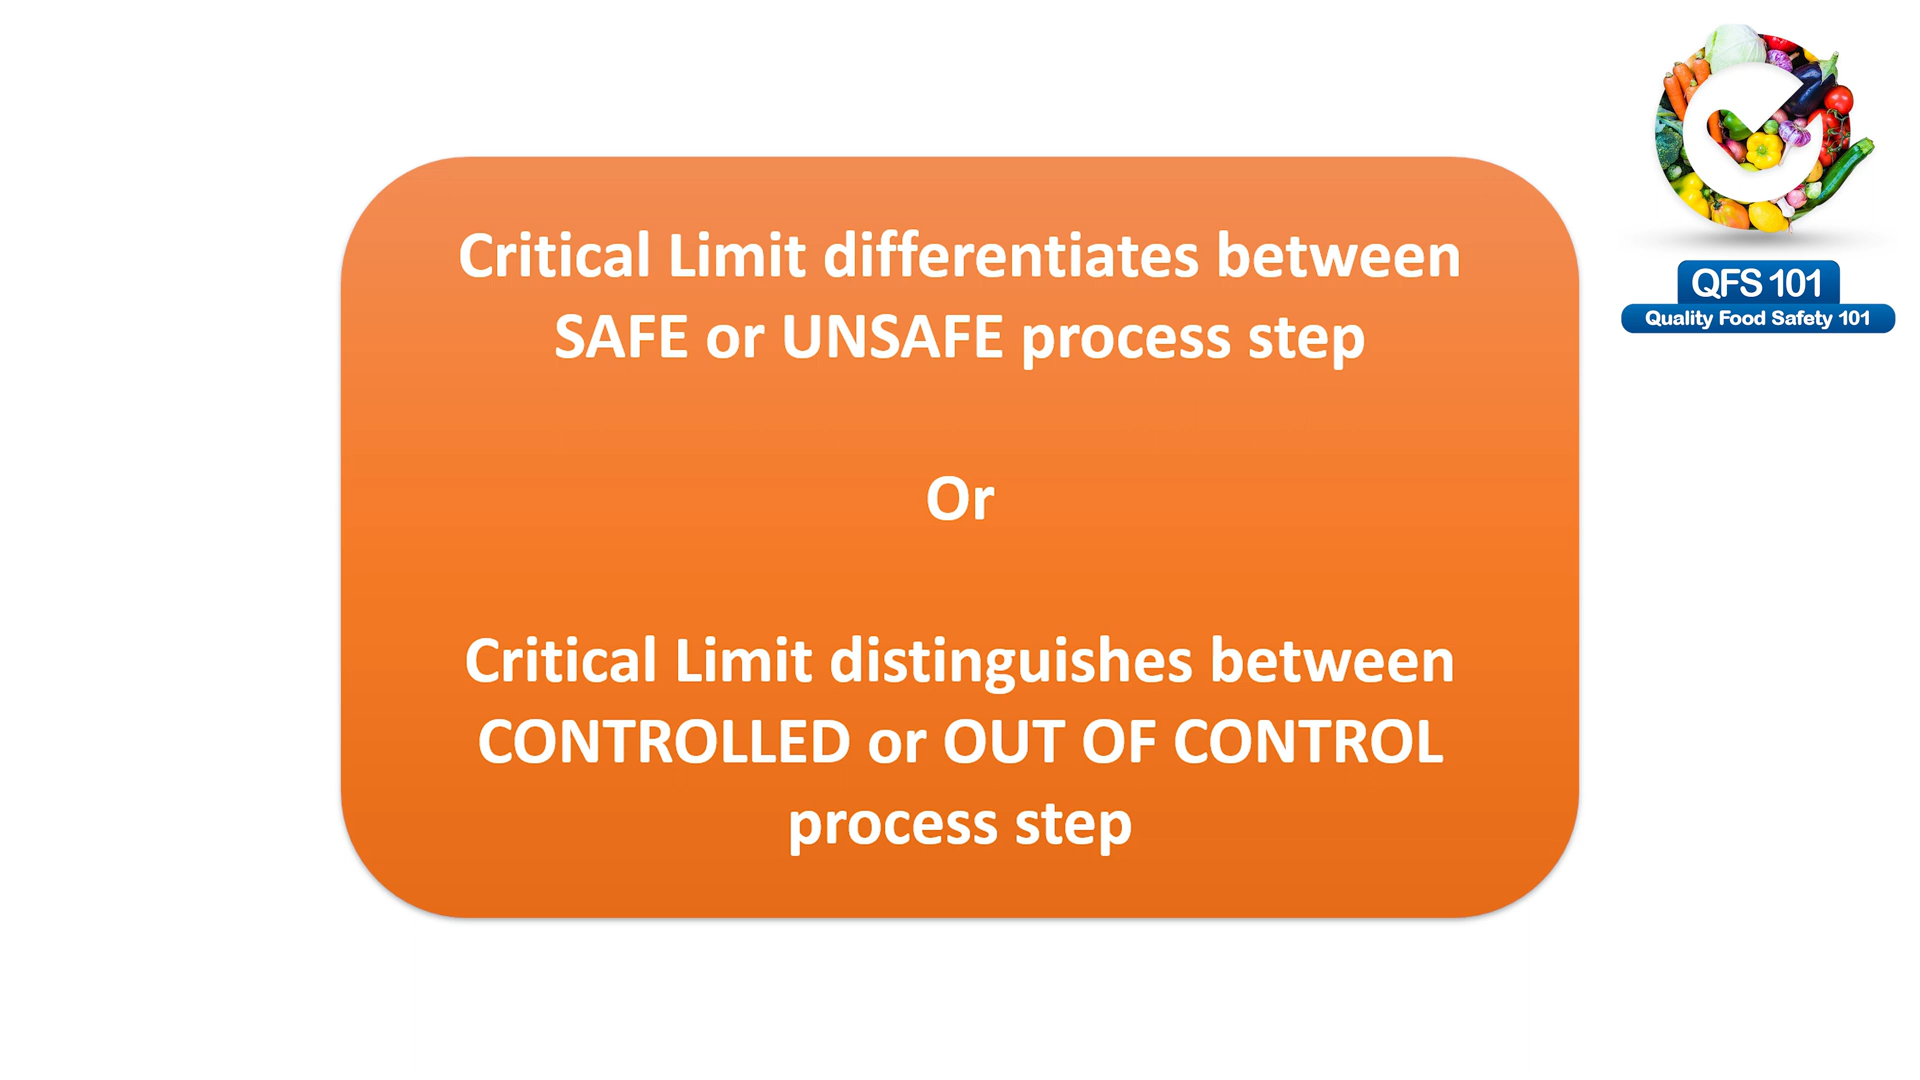 Critical Limit differentiates between
SAFE or UNSAFE process step
Or
Critical Limit distinguishes between
CONTROLLED or OUT OF CONTROL
process step
QFS 101
Quality Food Safety 101